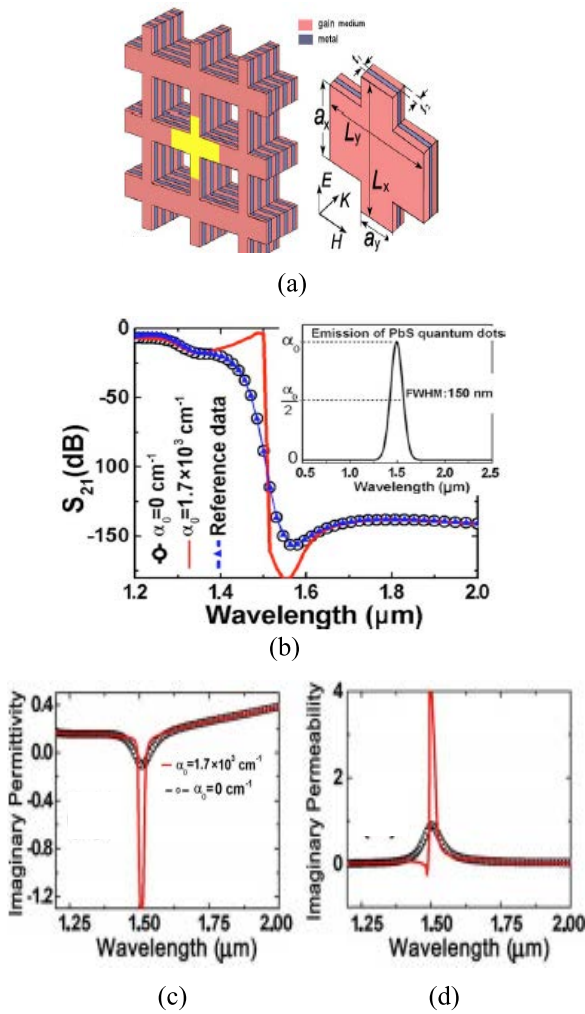 gain medium
metal
r₁
r₂
aₓ
L_y
Lₓ
E
K
H
a_y
(a)
0
-50
-100
-150
S₂₁(dB)
1.2 1.4 1.6 1.8 2.0
Wavelength (µm)
α₀=0 cm⁻¹
α₀=1.7×10³ cm⁻¹
Reference data
Emission of PbS quantum dots
α₀
α₀/2
0
FWHM:150 nm
0.5 1.0 1.5 2.0 2.5
Wavelength (µm)
(b)
0.4
0.0
-0.4
-0.8
-1.2
Imaginary Permittivity
α₀=1.7×10³ cm⁻¹
α₀=0 cm⁻¹
1.25 1.50 1.75 2.00
Wavelength (µm)
(c)
4
2
0
Imaginary Permeability
1.25 1.50 1.75 2.00
Wavelength (µm)
(d)